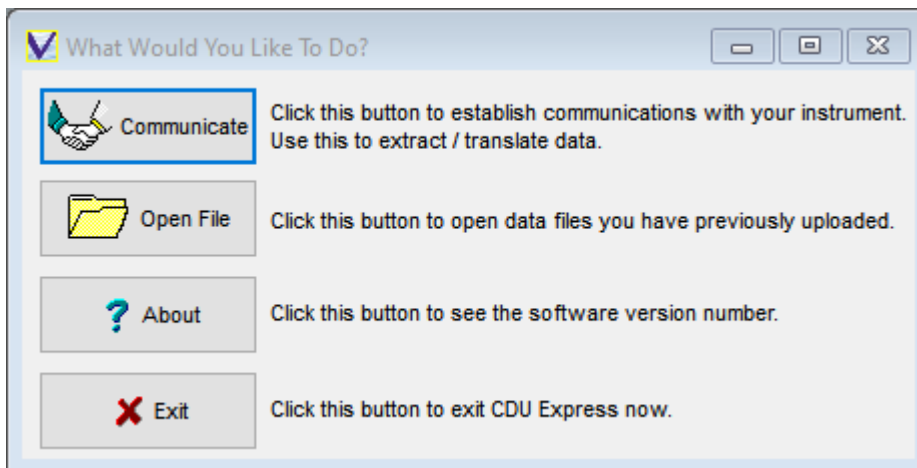 What Would You Like To Do?
Communicate
Click this button to establish communications with your instrument.
Use this to extract / translate data.
Open File
Click this button to open data files you have previously uploaded.
About
Click this button to see the software version number.
Exit
Click this button to exit CDU Express now.